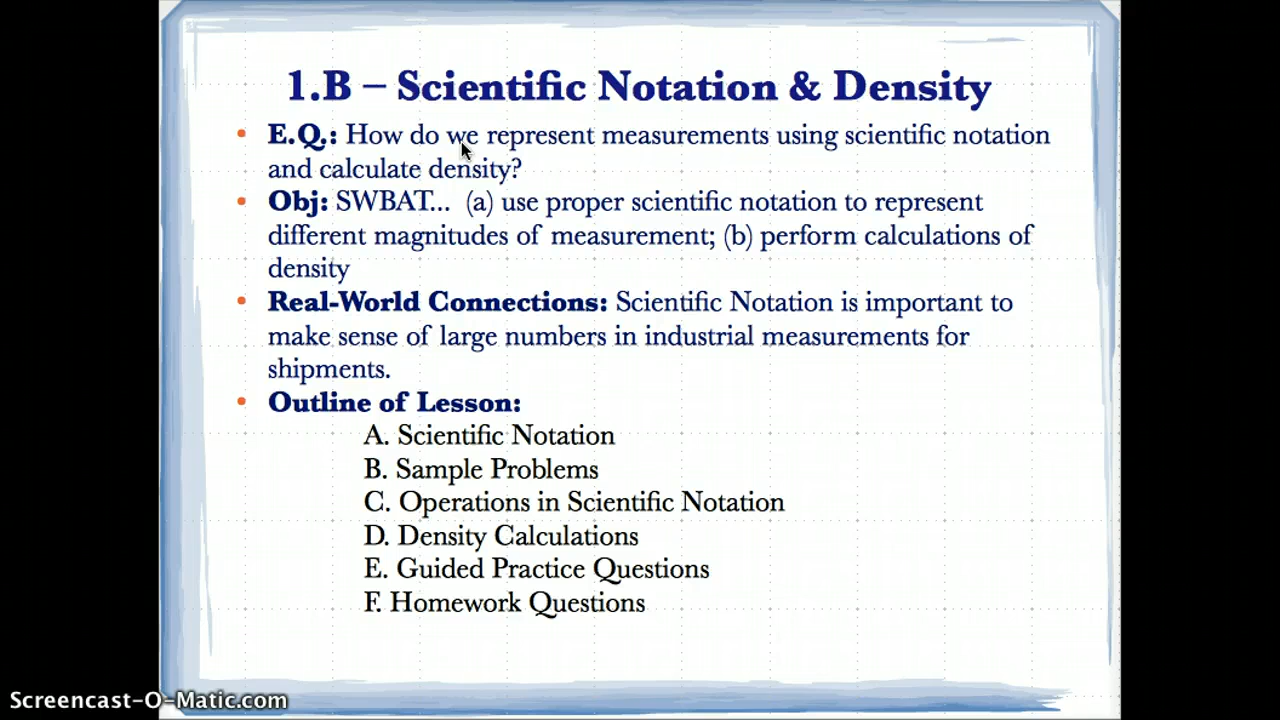 1.B – Scientific Notation & Density
• E.Q.: How do we represent measurements using scientific notation
and calculate density?
• Obj: SWBAT... (a) use proper scientific notation to represent
different magnitudes of measurement; (b) perform calculations of
density
• Real-World Connections: Scientific Notation is important to
make sense of large numbers in industrial measurements for
shipments.
• Outline of Lesson:
A. Scientific Notation
B. Sample Problems
C. Operations in Scientific Notation
D. Density Calculations
E. Guided Practice Questions
F. Homework Questions
Screencast-O-Matic.com